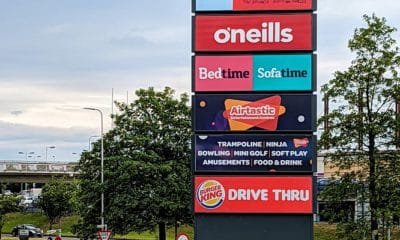 oneills
Bedtime Sofatime
Airtastic
TRAMPOLINE | NINJA
BOWLING | MINI GOLF | SOFT PLAY
AMUSEMENTS | FOOD & DRINK
BURGER KING DRIVE THRU